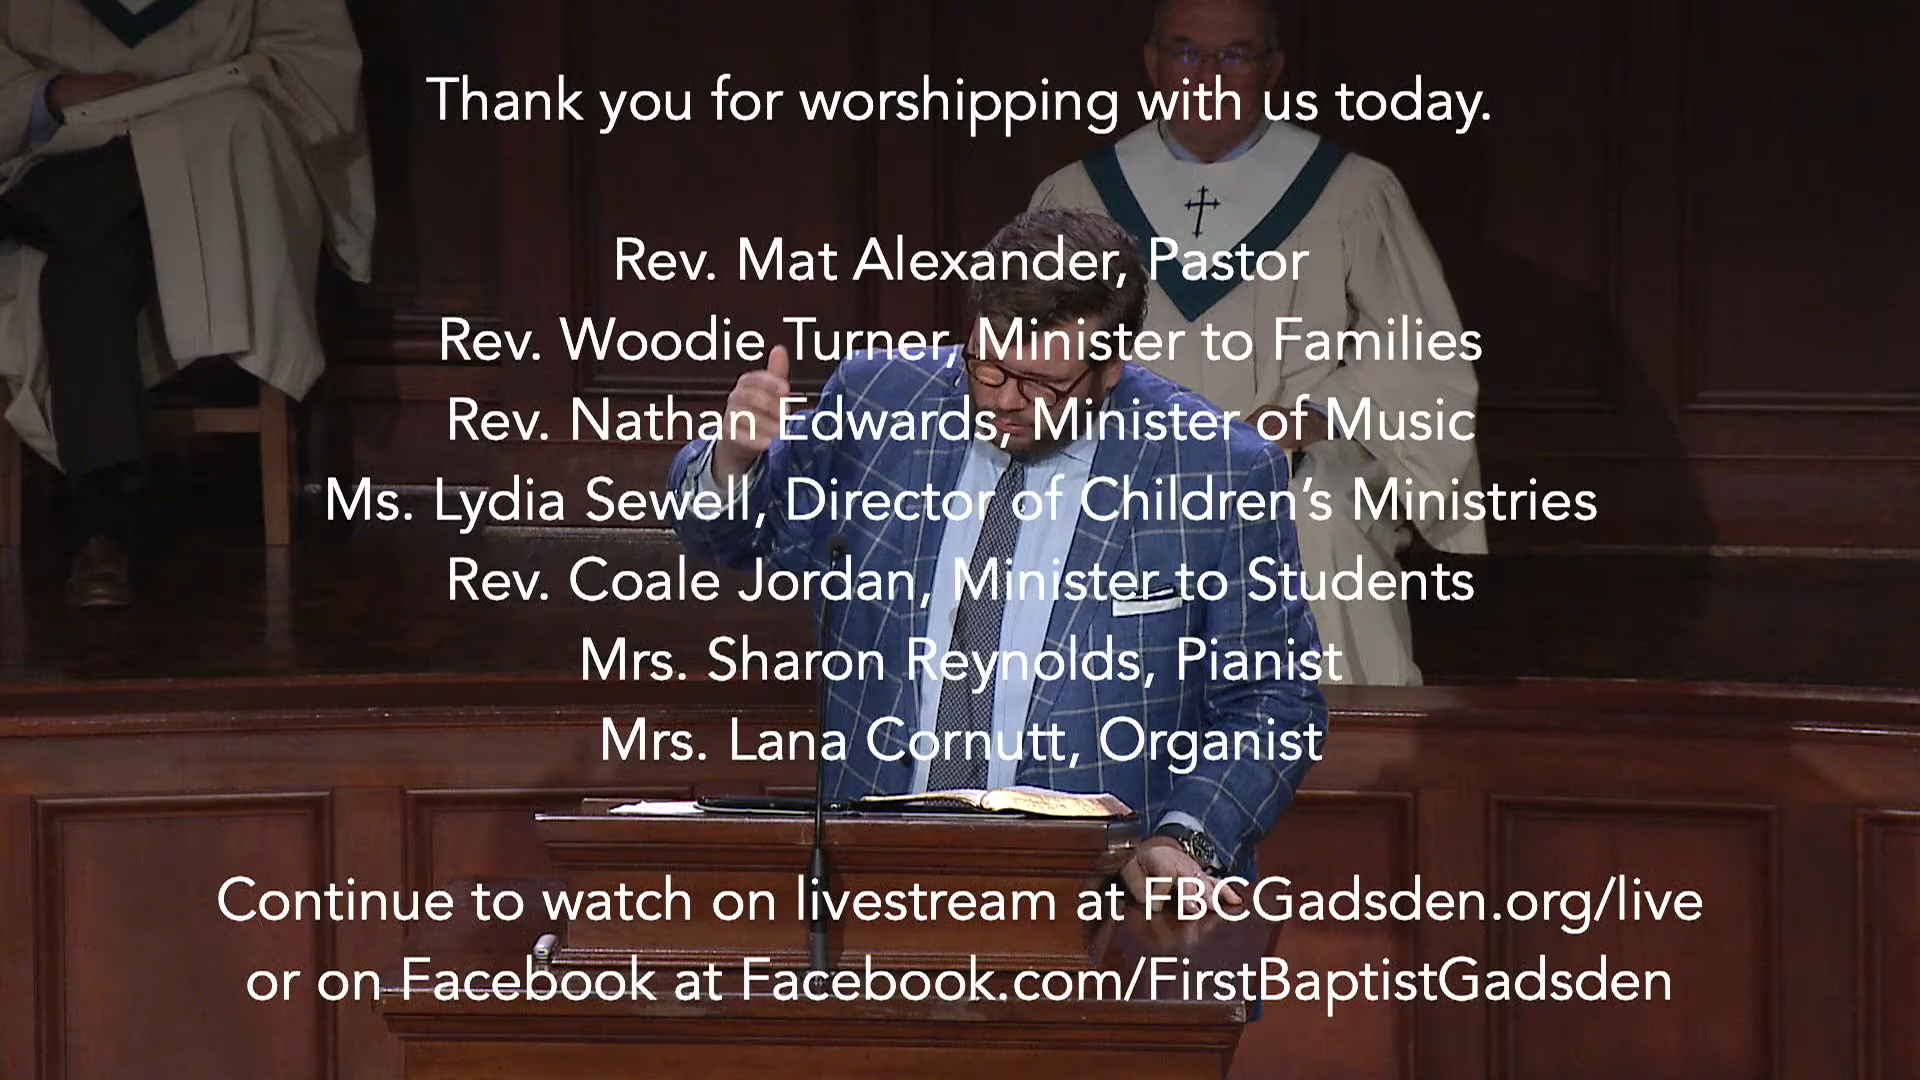 Thank you for worshipping with us today.
Rev. Mat Alexander, Pastor
Rev. Woodie Turner, Minister to Families
Rev. Nathan Edwards, Minister of Music
Ms. Lydia Sewell, Director of Children’s Ministries
Rev. Coale Jordan, Minister to Students
Mrs. Sharon Reynolds, Pianist
Mrs. Lana Cornutt, Organist
Continue to watch on livestream at FBCGadsden.org/live
or on Facebook at Facebook.com/FirstBaptistGadsden